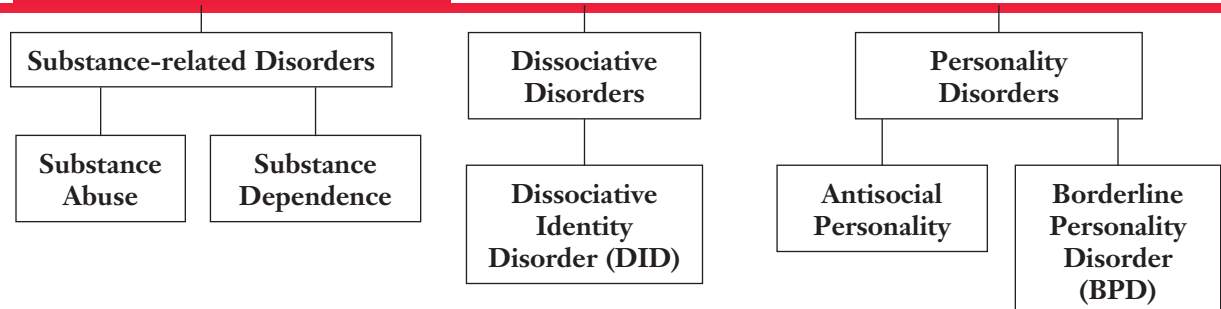 Substance-related Disorders
Substance
Abuse
Substance
Dependence
Dissociative
Disorders
Dissociative
Identity
Disorder (DID)
Personality
Disorders
Antisocial
Personality
Borderline
Personality
Disorder
(BPD)